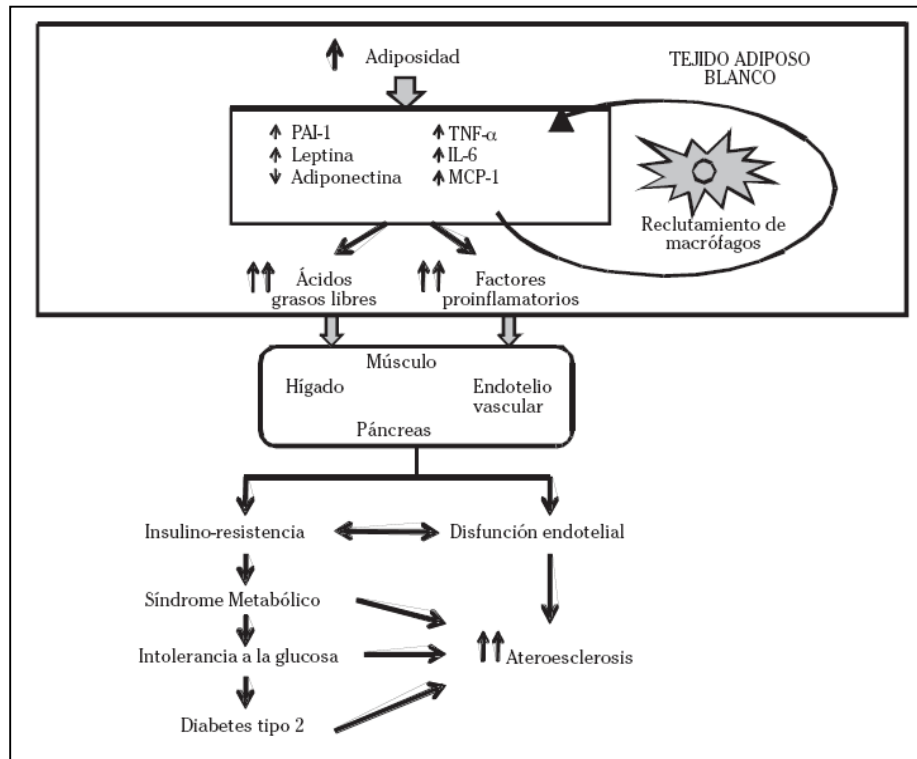 ↑ Adiposidad
TEJIDO ADIPOSO
BLANCO
↑ PAI-1
↑ Leptina
↓ Adiponectina
↑ TNF-α
↑ IL-6
↑ MCP-1
Reclutamiento de
macrófagos
↑↑ Ácidos
grasos libres
↑↑ Factores
proinflamatorios
Músculo
Hígado
Endotelio
vascular
Páncreas
Insulino-resistencia
Disfunción endotelial
Síndrome Metabólico
Intolerancia a la glucosa
↑↑ Ateroesclerosis
Diabetes tipo 2